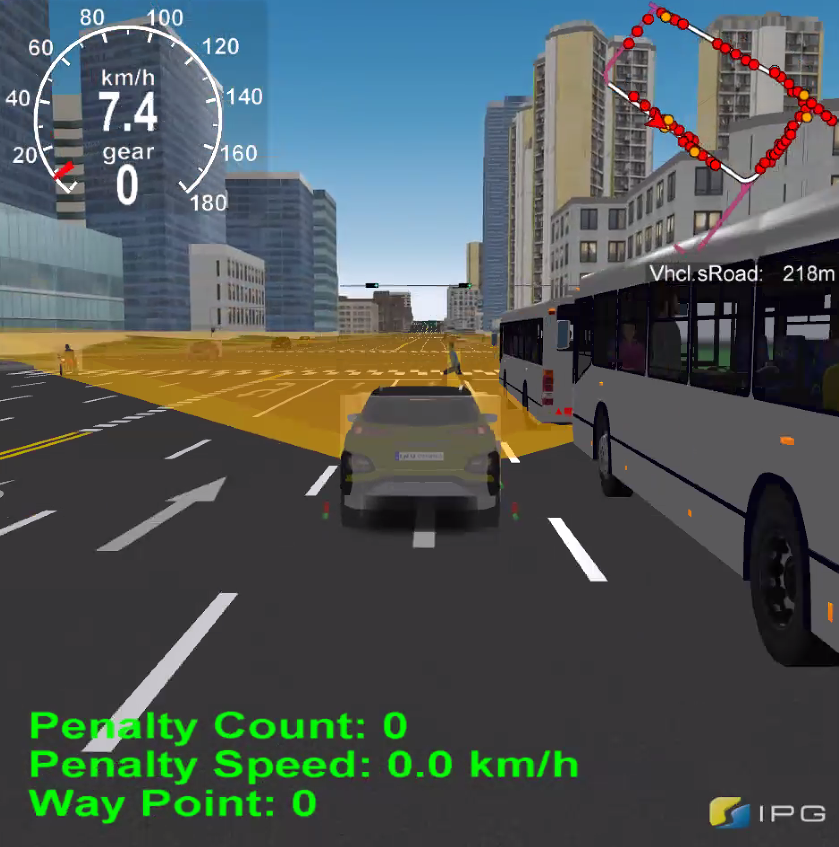 80 100
60 120
km/h
40 7.4 140
gear
20 0 160
180
Vhcl.sRoad: 218m
Penalty Count: 0
Penalty Speed: 0.0 km/h
Way Point: 0
IPG